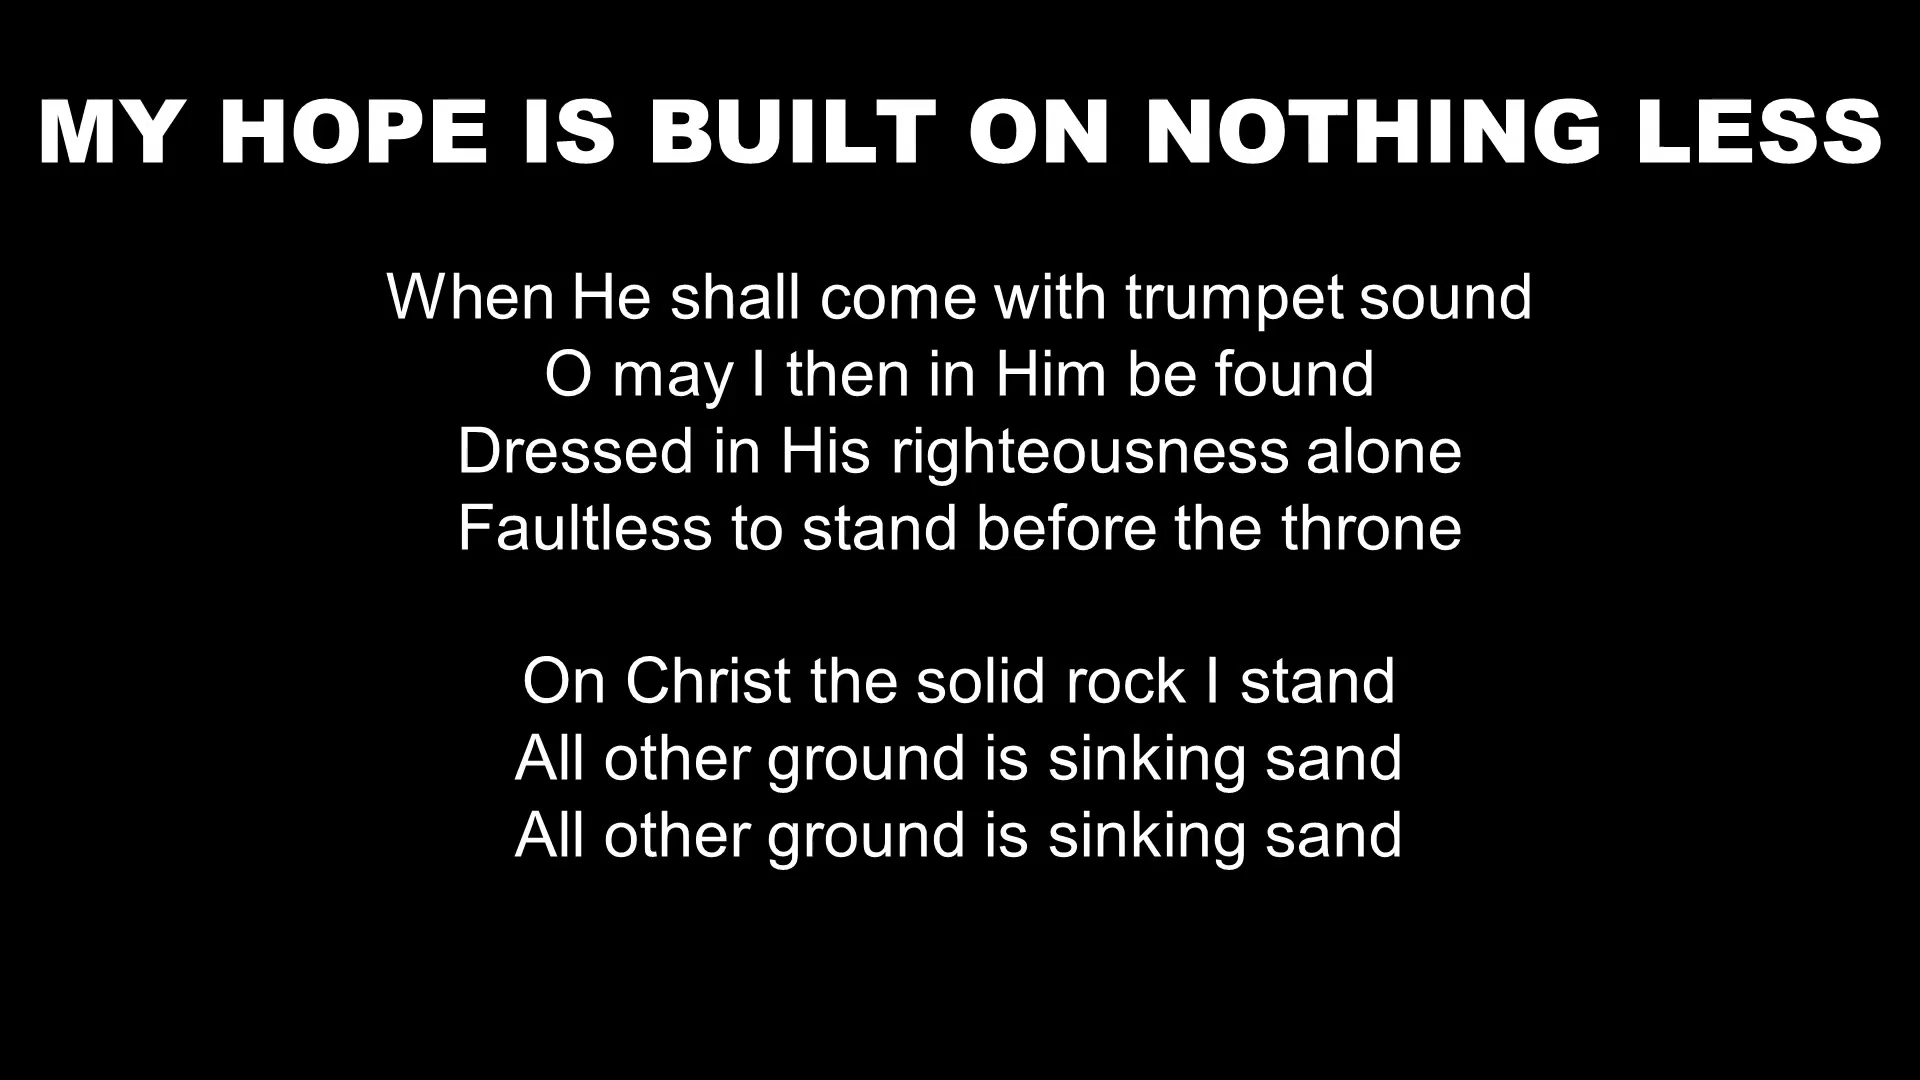 MY HOPE IS BUILT ON NOTHING LESS
When He shall come with trumpet sound
O may I then in Him be found
Dressed in His righteousness alone
Faultless to stand before the throne
On Christ the solid rock I stand
All other ground is sinking sand
All other ground is sinking sand